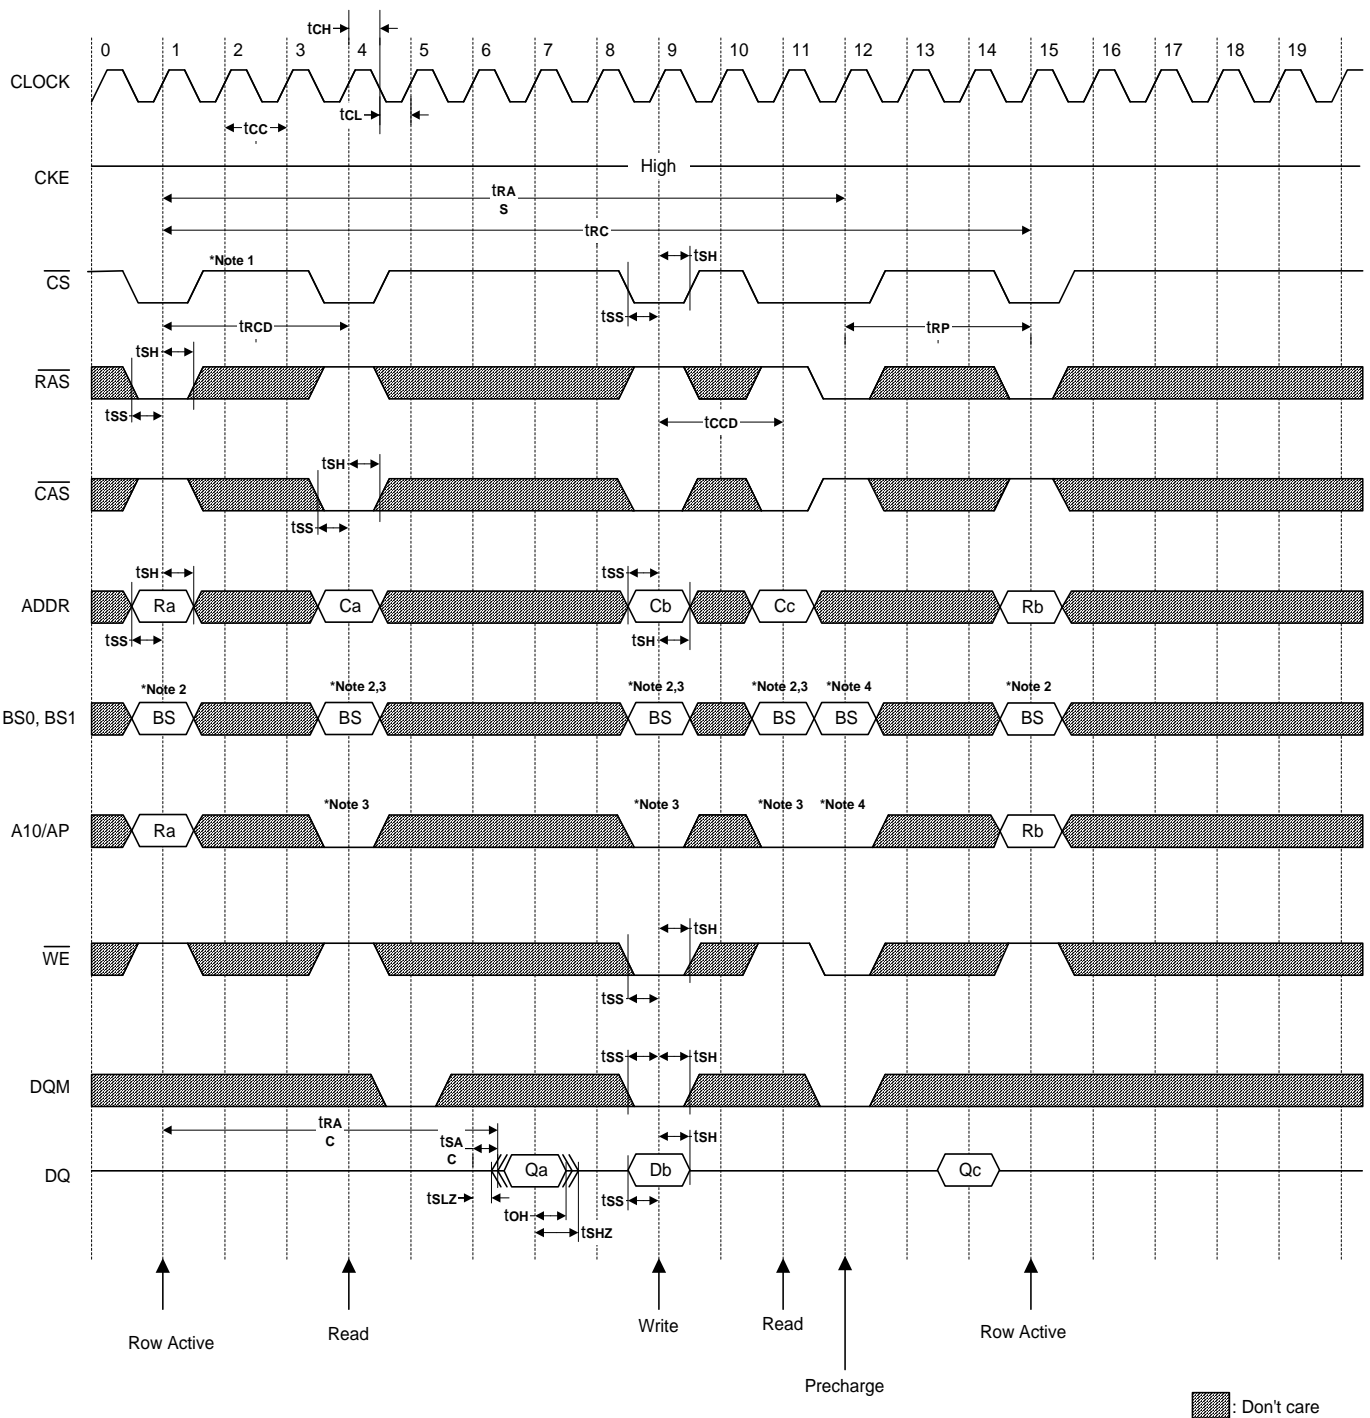 tCH
0 1 2 3 4 5 6 7 8 9 10 11 12 13 14 15 16 17 18 19
CLOCK
tCL
tCC
High
CKE
tRA
S
tRC
*Note 1
tSH
CS
tSS
tRCD
tRP
tSH
RAS
tSS
tCCD
tSH
CAS
tSS
tSH
tSS
ADDR
Ra Ca Cb Cc Rb
tSS
tSH
*Note 2 *Note 2,3 *Note 2,3 *Note 2,3 *Note 4 *Note 2
BS0, BS1
BS BS BS BS BS BS
*Note 3 *Note 3 *Note 3 *Note 4
A10/AP
Ra Rb
tSH
WE
tSS
tSS tSH
DQM
tRA
C
tSA
C
tSH
DQ
Qa Db Qc
tSLZ
tSS
tOH
tSHZ
Row Active
Read
Write
Read
Row Active
Precharge
: Don't care